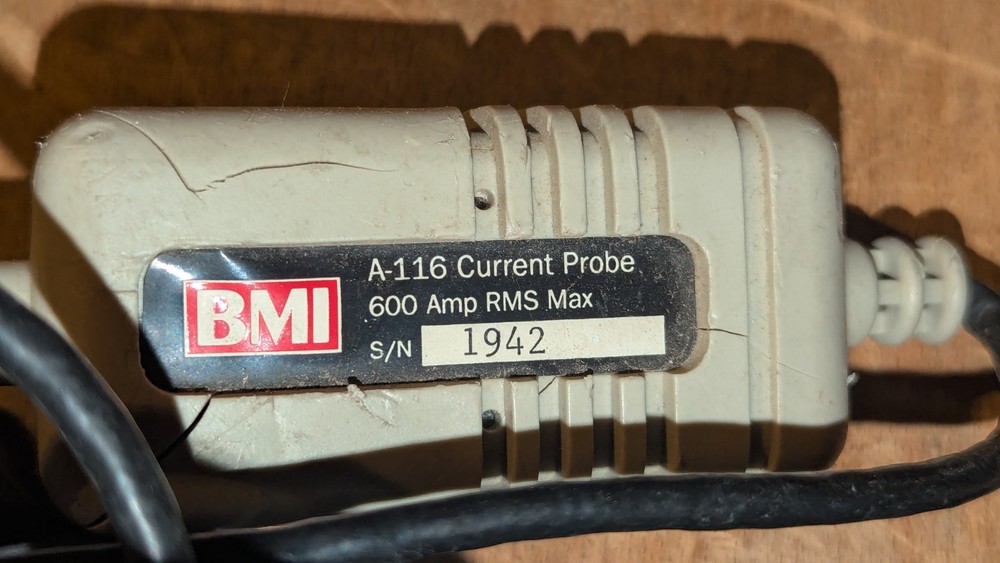 BMI
A-116 Current Probe
600 Amp RMS Max
S/N 1942